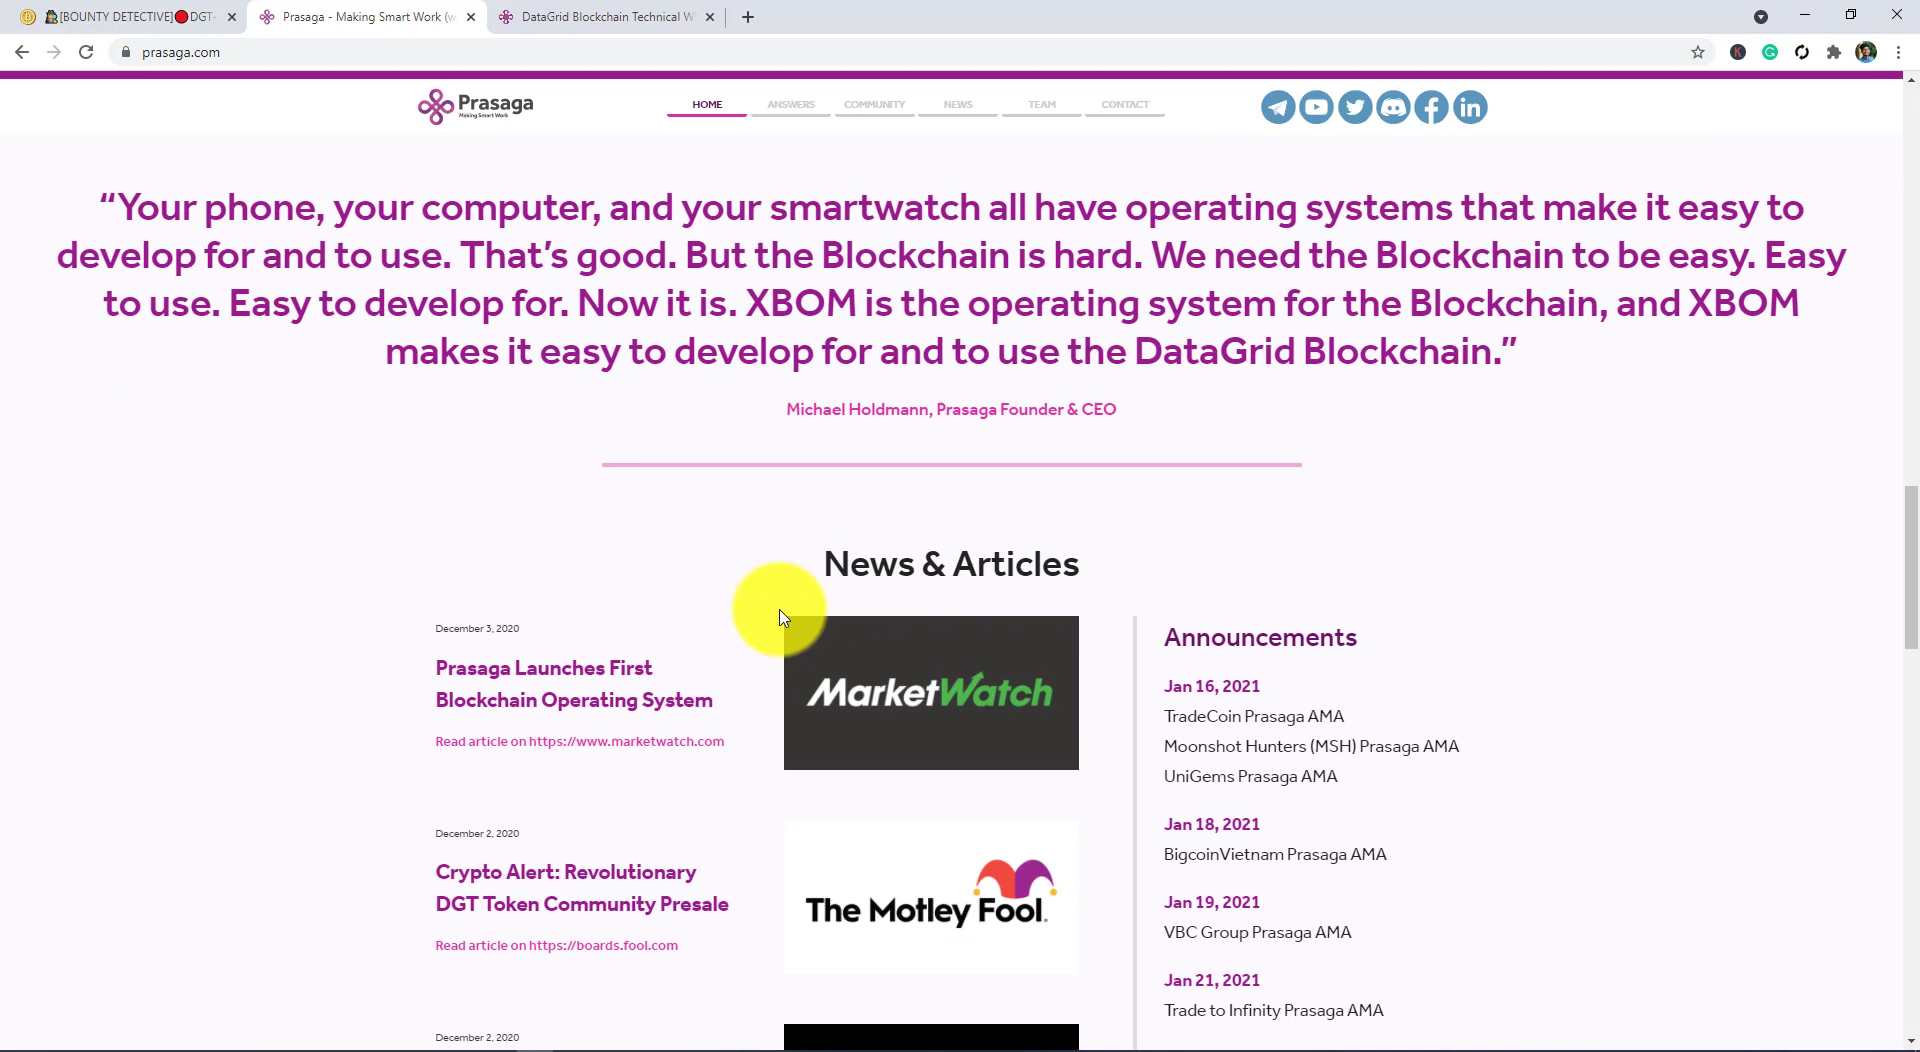 [BOUNTY DETECTIVE]🔴DGT-
Prasaga - Making Smart Work (w
DataGrid Blockchain Technical W
prasaga.com
Prasaga
Making Smart Work
HOME
ANSWERS
COMMUNITY
NEWS
TEAM
CONTACT
“Your phone, your computer, and your smartwatch all have operating systems that make it easy to
develop for and to use. That’s good. But the Blockchain is hard. We need the Blockchain to be easy. Easy
to use. Easy to develop for. Now it is. XBOM is the operating system for the Blockchain, and XBOM
makes it easy to develop for and to use the DataGrid Blockchain.”
Michael Holdmann, Prasaga Founder & CEO
News & Articles
December 3, 2020
Prasaga Launches First
Blockchain Operating System
Read article on https://www.marketwatch.com
MarketWatch
December 2, 2020
Crypto Alert: Revolutionary
DGT Token Community Presale
Read article on https://boards.fool.com
The Motley Fool.
December 2, 2020
Announcements
Jan 16, 2021
TradeCoin Prasaga AMA
Moonshot Hunters (MSH) Prasaga AMA
UniGems Prasaga AMA
Jan 18, 2021
BigcoinVietnam Prasaga AMA
Jan 19, 2021
VBC Group Prasaga AMA
Jan 21, 2021
Trade to Infinity Prasaga AMA